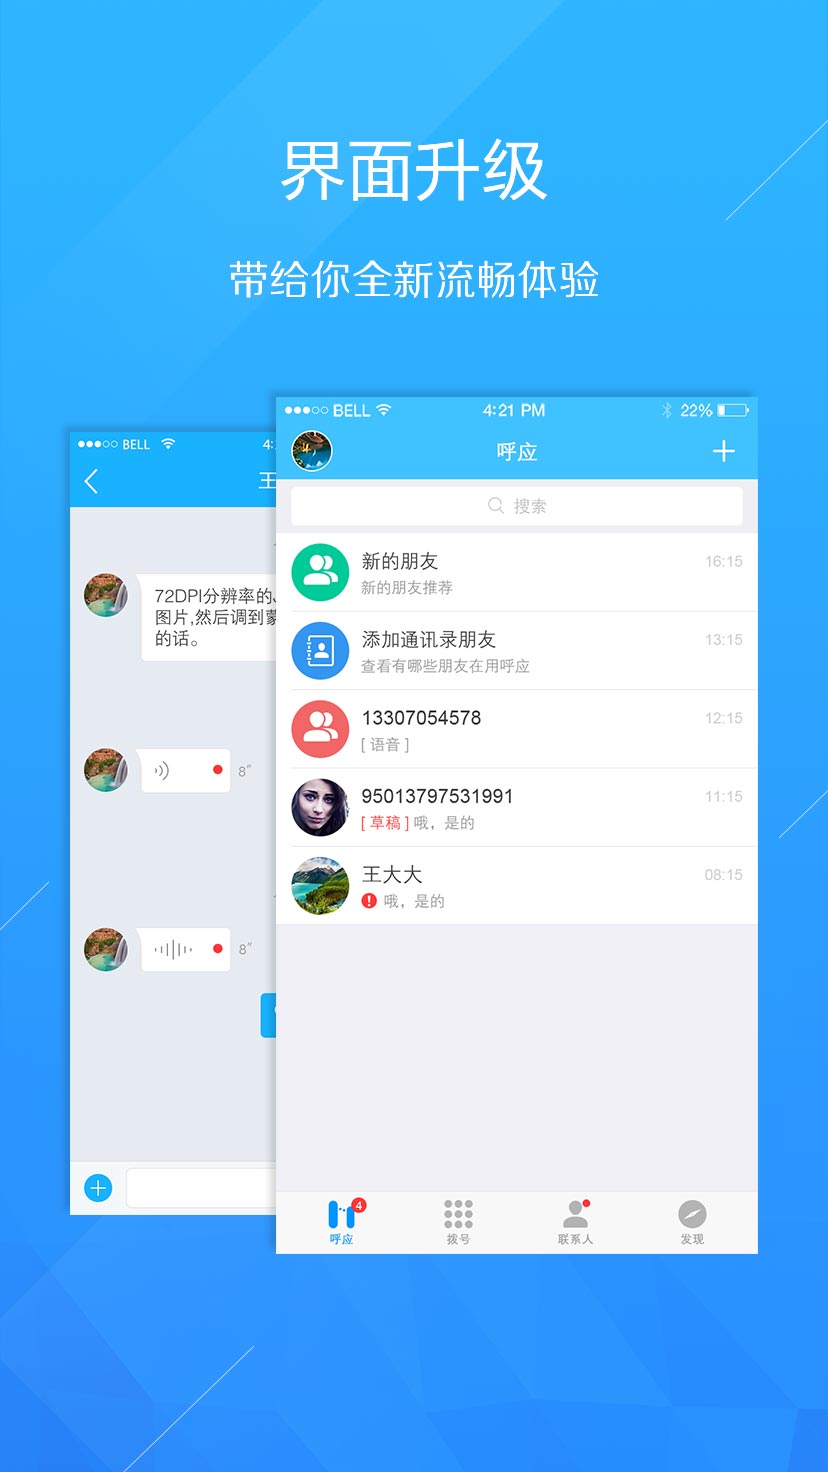 界面升级
带给你全新流畅体验
BELL 4:21 PM 22%
呼应
搜索
新的朋友 16:15
新的朋友推荐
添加通讯录朋友 13:15
查看有哪些朋友在用呼应
13307054578 12:15
[ 语音 ]
95013797531991 11:15
[ 草稿 ] 哦，是的
王大大 08:15
哦，是的
4
呼应 拨号 联系人 发现
BELL 4:
王
72DPI分辨率的
图片,然后调到蒙
的话。
8"
8"